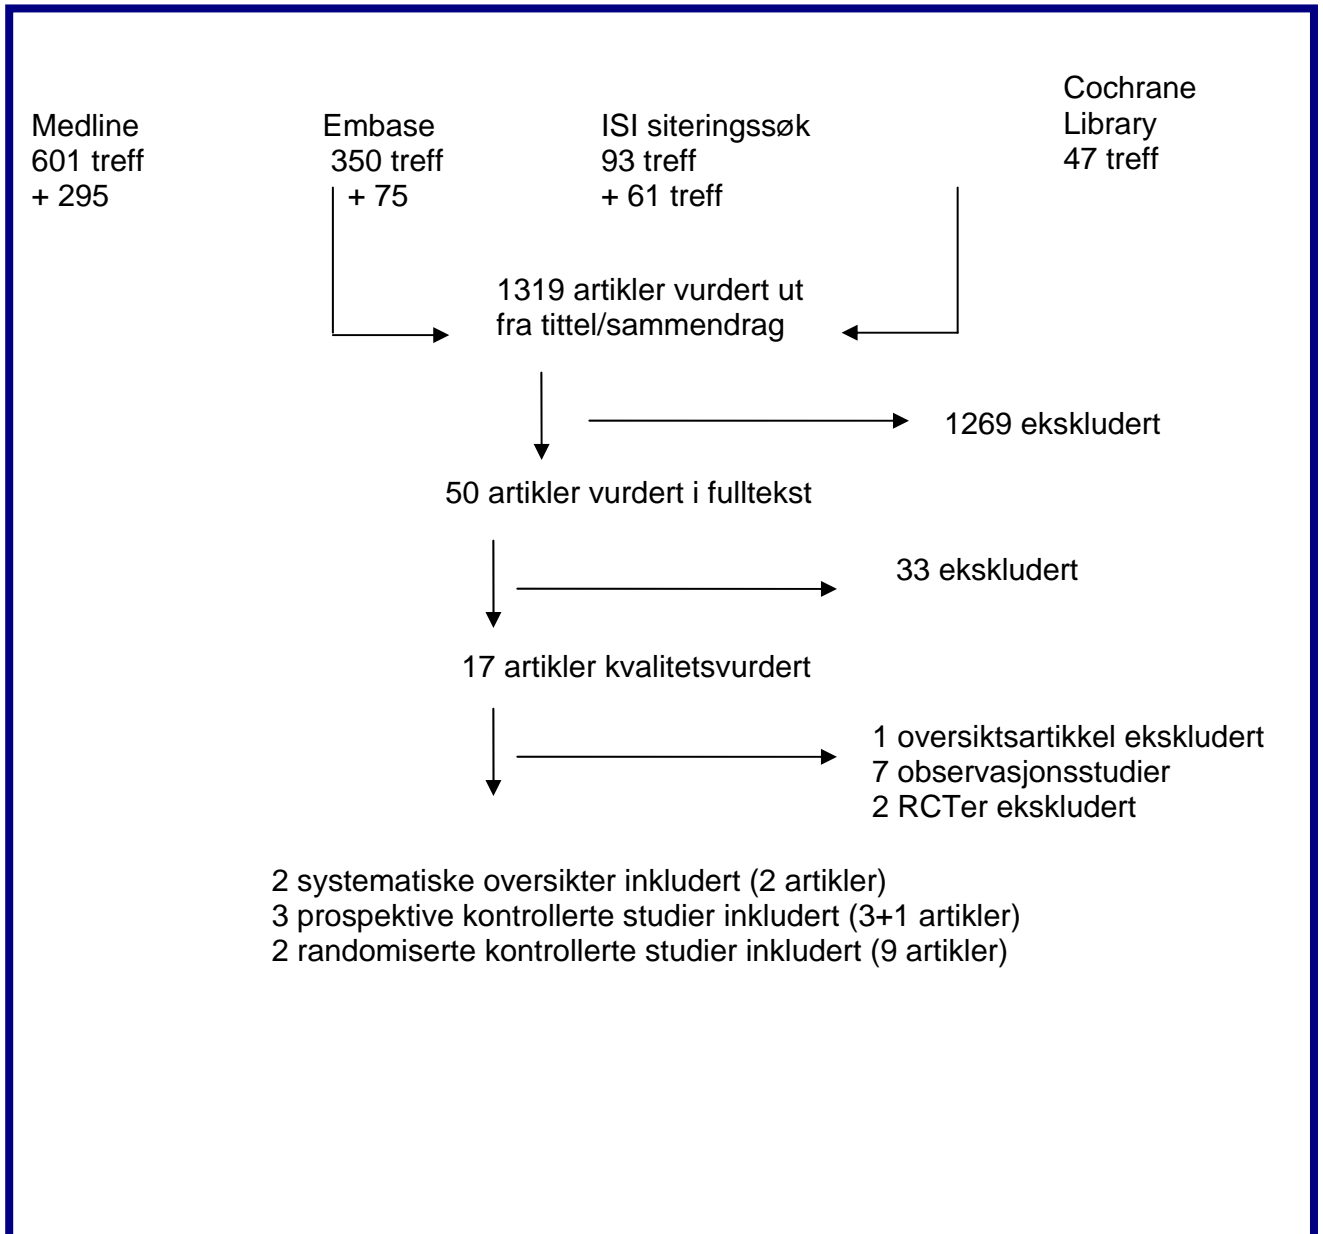 Medline
601 treff
+ 295
Embase
350 treff
+ 75
ISI siteringssøk
93 treff
+ 61 treff
Cochrane
Library
47 treff
1319 artikler vurdert ut
fra tittel/sammendrag
1269 ekskludert
50 artikler vurdert i fulltekst
33 ekskludert
17 artikler kvalitetsvurdert
1 oversiktsartikkel ekskludert
7 observasjonsstudier
2 RCTer ekskludert
2 systematiske oversikter inkludert (2 artikler)
3 prospektive kontrollerte studier inkludert (3+1 artikler)
2 randomiserte kontrollerte studier inkludert (9 artikler)